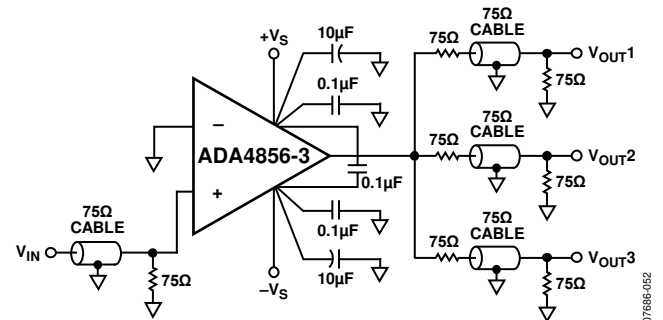 +VS
10µF
0.1µF
–
ADA4856-3
+
0.1µF
0.1µF
10µF
–VS
VIN
75Ω
CABLE
75Ω
75Ω
75Ω
CABLE
75Ω
VOUT1
75Ω
75Ω
CABLE
75Ω
VOUT2
75Ω
75Ω
CABLE
75Ω
VOUT3
07686-052